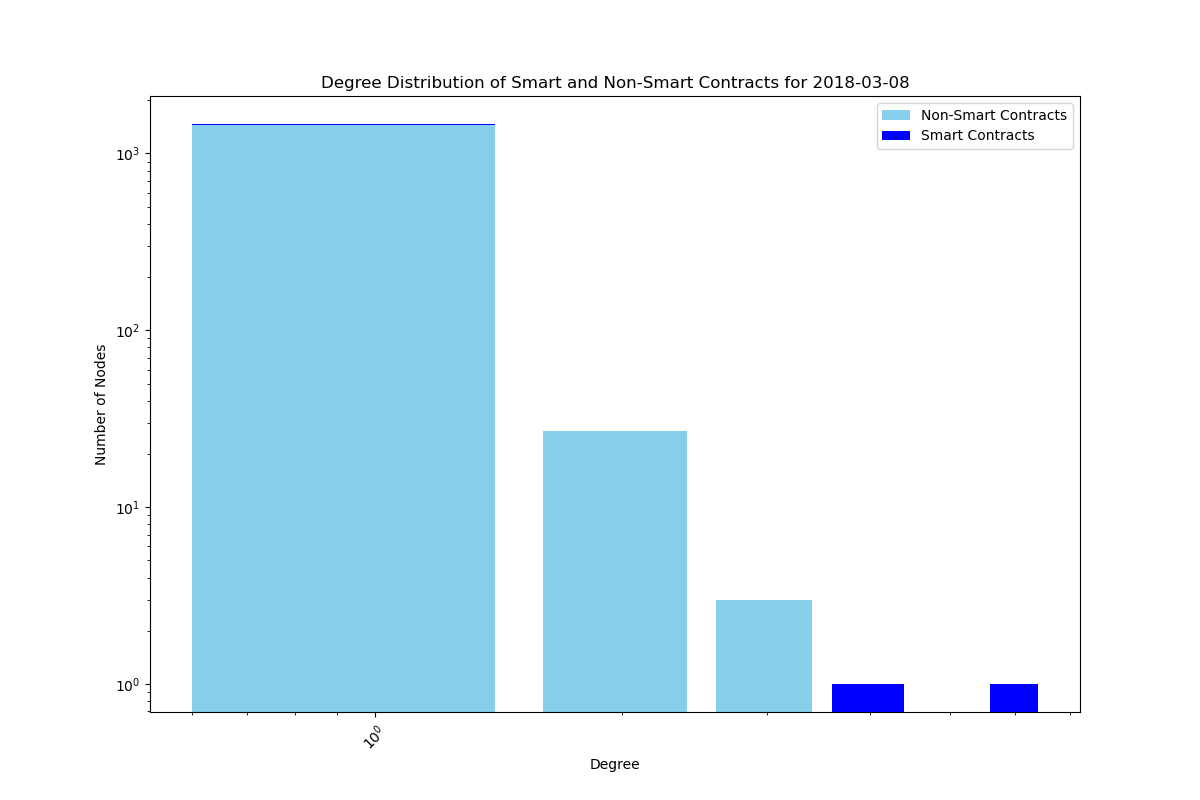 Degree Distribution of Smart and Non-Smart Contracts for 2018-03-08
Non-Smart Contracts
Smart Contracts
Number of Nodes
10³
10²
10¹
10⁰
10⁰
Degree